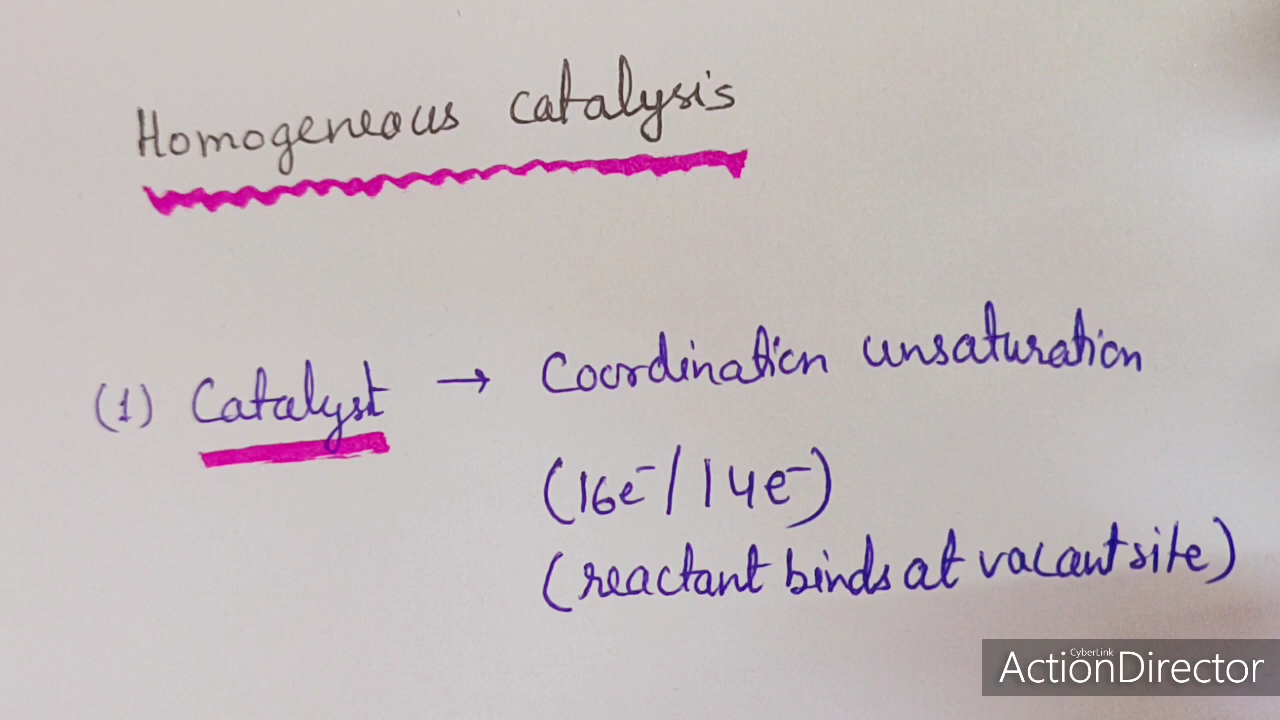 Homogeneous catalysis
(1) Catalyst → Coordination unsaturation
(16e⁻/14e⁻)
(reactant binds at vacant site)
CyberLink
ActionDirector